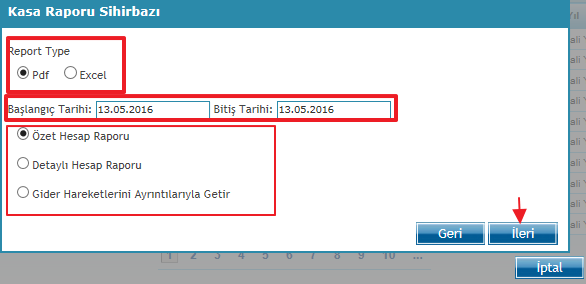 Kasa Raporu Sihirbazı
Report Type
Pdf Excel
Başlangıç Tarihi: 13.05.2016 Bitiş Tarihi: 13.05.2016
Özet Hesap Raporu
Detaylı Hesap Raporu
Gider Hareketlerini Ayrıntılarıyla Getir
Geri İleri
1 2 3 4 5 6 7 8 9 10 ...
İptal